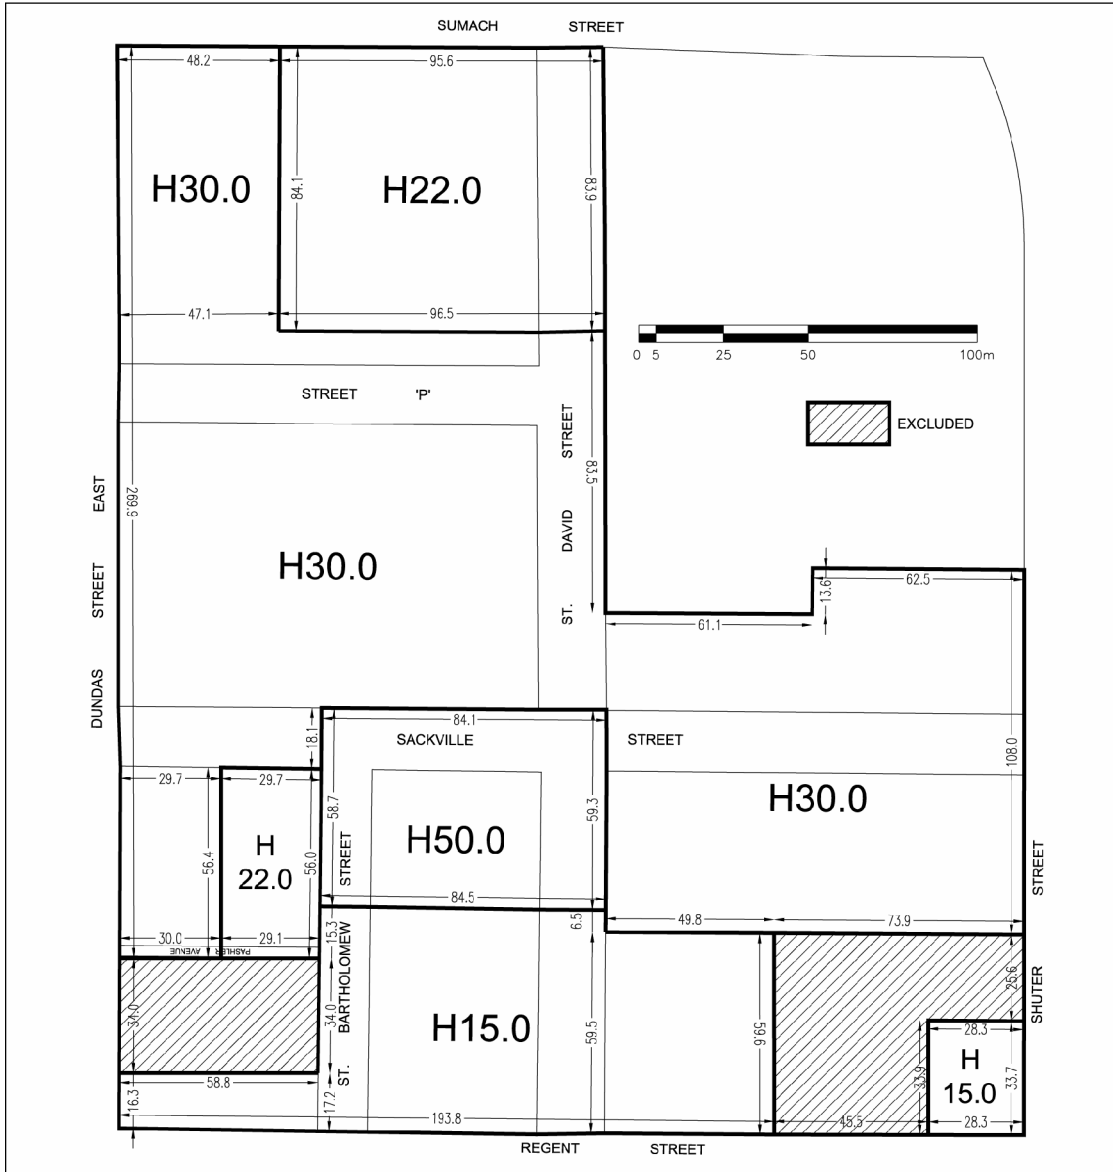 SUMACH STREET
48.2 95.6
H30.0 84.1 H22.0 83.9
47.1 96.5
0 5 25 50 100m
STREET 'P'
EXCLUDED
DUNDAS STREET EAST
269.9
H30.0
ST. DAVID STREET
83.5
62.5
13.6
61.1
84.1
18.1
SACKVILLE STREET
108.0
29.7 29.7
H30.0
58.7 59.3
H
22.0
56.4 56.0
H50.0
84.5
6.5
49.8 73.9
30.0 29.1
PASHLER
AVENUE
15.3
ST. BARTHOLOMEW STREET
34.0 34.0
H15.0
59.5 59.6
25.6
SHUTER STREET
28.3
H
15.0
33.9 33.7
58.8
16.3 17.2
193.8 45.5 28.3
REGENT STREET